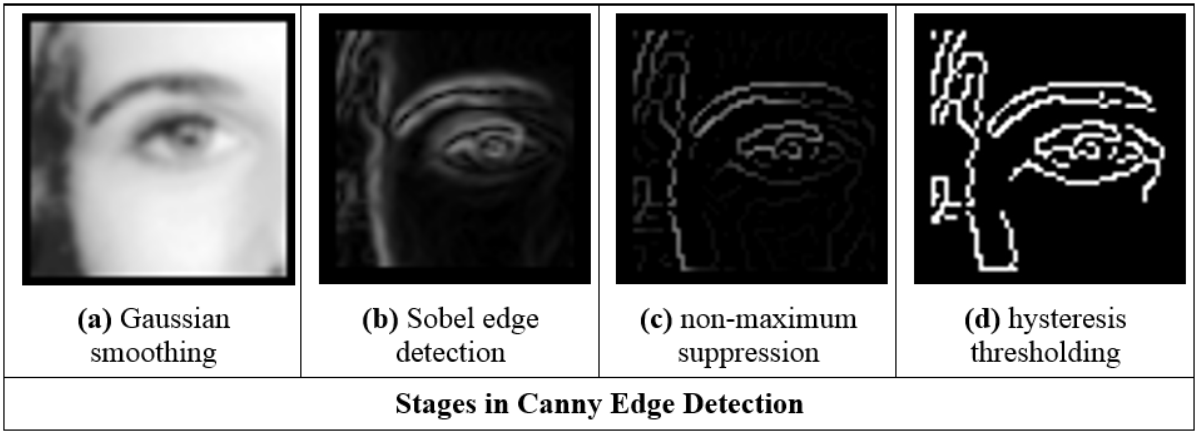 (a) Gaussian
smoothing
(b) Sobel edge
detection
(c) non-maximum
suppression
(d) hysteresis
thresholding
Stages in Canny Edge Detection